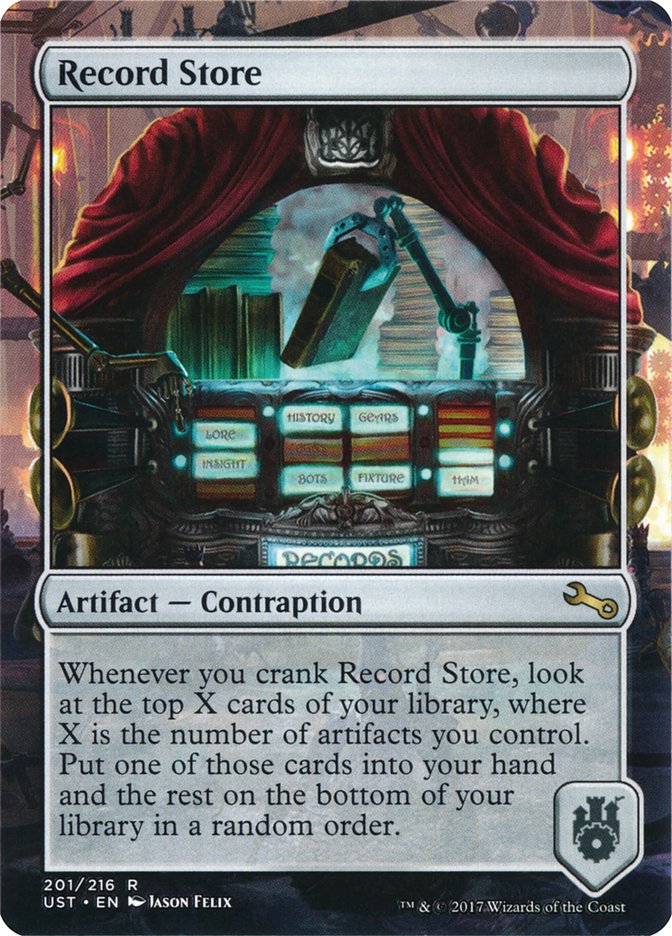 Record Store
HISTORY GEARS
LORE
INSIGHT
BOTS FIXTURE HAM
RECORDS
Artifact — Contraption
Whenever you crank Record Store, look
at the top X cards of your library, where
X is the number of artifacts you control.
Put one of those cards into your hand
and the rest on the bottom of your
library in a random order.
201/216 R
UST • EN Jason Felix
™ & © 2017 Wizards of the Coast